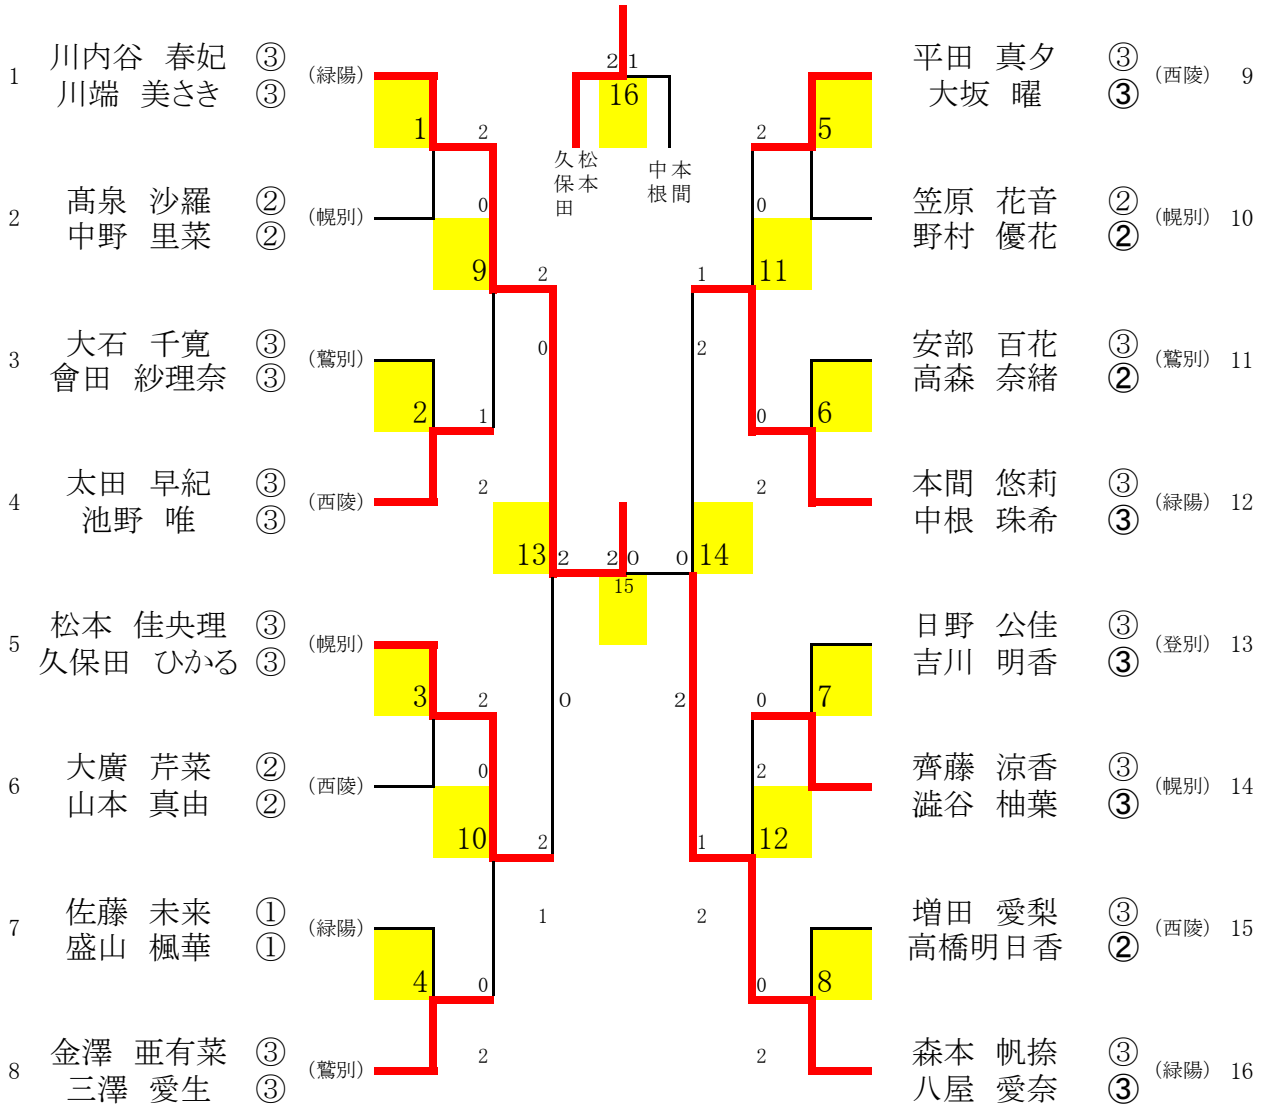 1 川内谷 春妃 ③ (緑陽)
川端 美さき ③
2 髙泉 沙羅 ② (幌別)
中野 里菜 ②
3 大石 千寛 ③ (鷲別)
會田 紗理奈 ③
4 太田 早紀 ③ (西陵)
池野 唯 ③
5 松本 佳央理 ③ (幌別)
久保田 ひかる ③
6 大廣 芹菜 ② (西陵)
山本 真由 ②
7 佐藤 未来 ① (緑陽)
盛山 楓華 ①
8 金澤 亜有菜 ③ (鷲別)
三澤 愛生 ③
1 2
0
9 2
0
2 1
2
13 2
3 2
0
0
10 2
1
4 0
2
2 1
16
久保田
松本
中根
本間
2 0
15
2 5
0
11
1
2
0 6
2
0 14
0 7
2
2
12
1
2
0 8
2
平田 真夕 ③ (西陵) 9
大坂 曜 ③
笠原 花音 ② (幌別) 10
野村 優花 ②
安部 百花 ③ (鷲別) 11
高森 奈緒 ②
本間 悠莉 ③ (緑陽) 12
中根 珠希 ③
日野 公佳 ③ (登別) 13
吉川 明香 ③
齊藤 涼香 ③ (幌別) 14
澁谷 柚葉 ③
増田 愛梨 ③ (西陵) 15
高橋明日香 ②
森本 帆捺 ③ (緑陽) 16
八屋 愛奈 ③